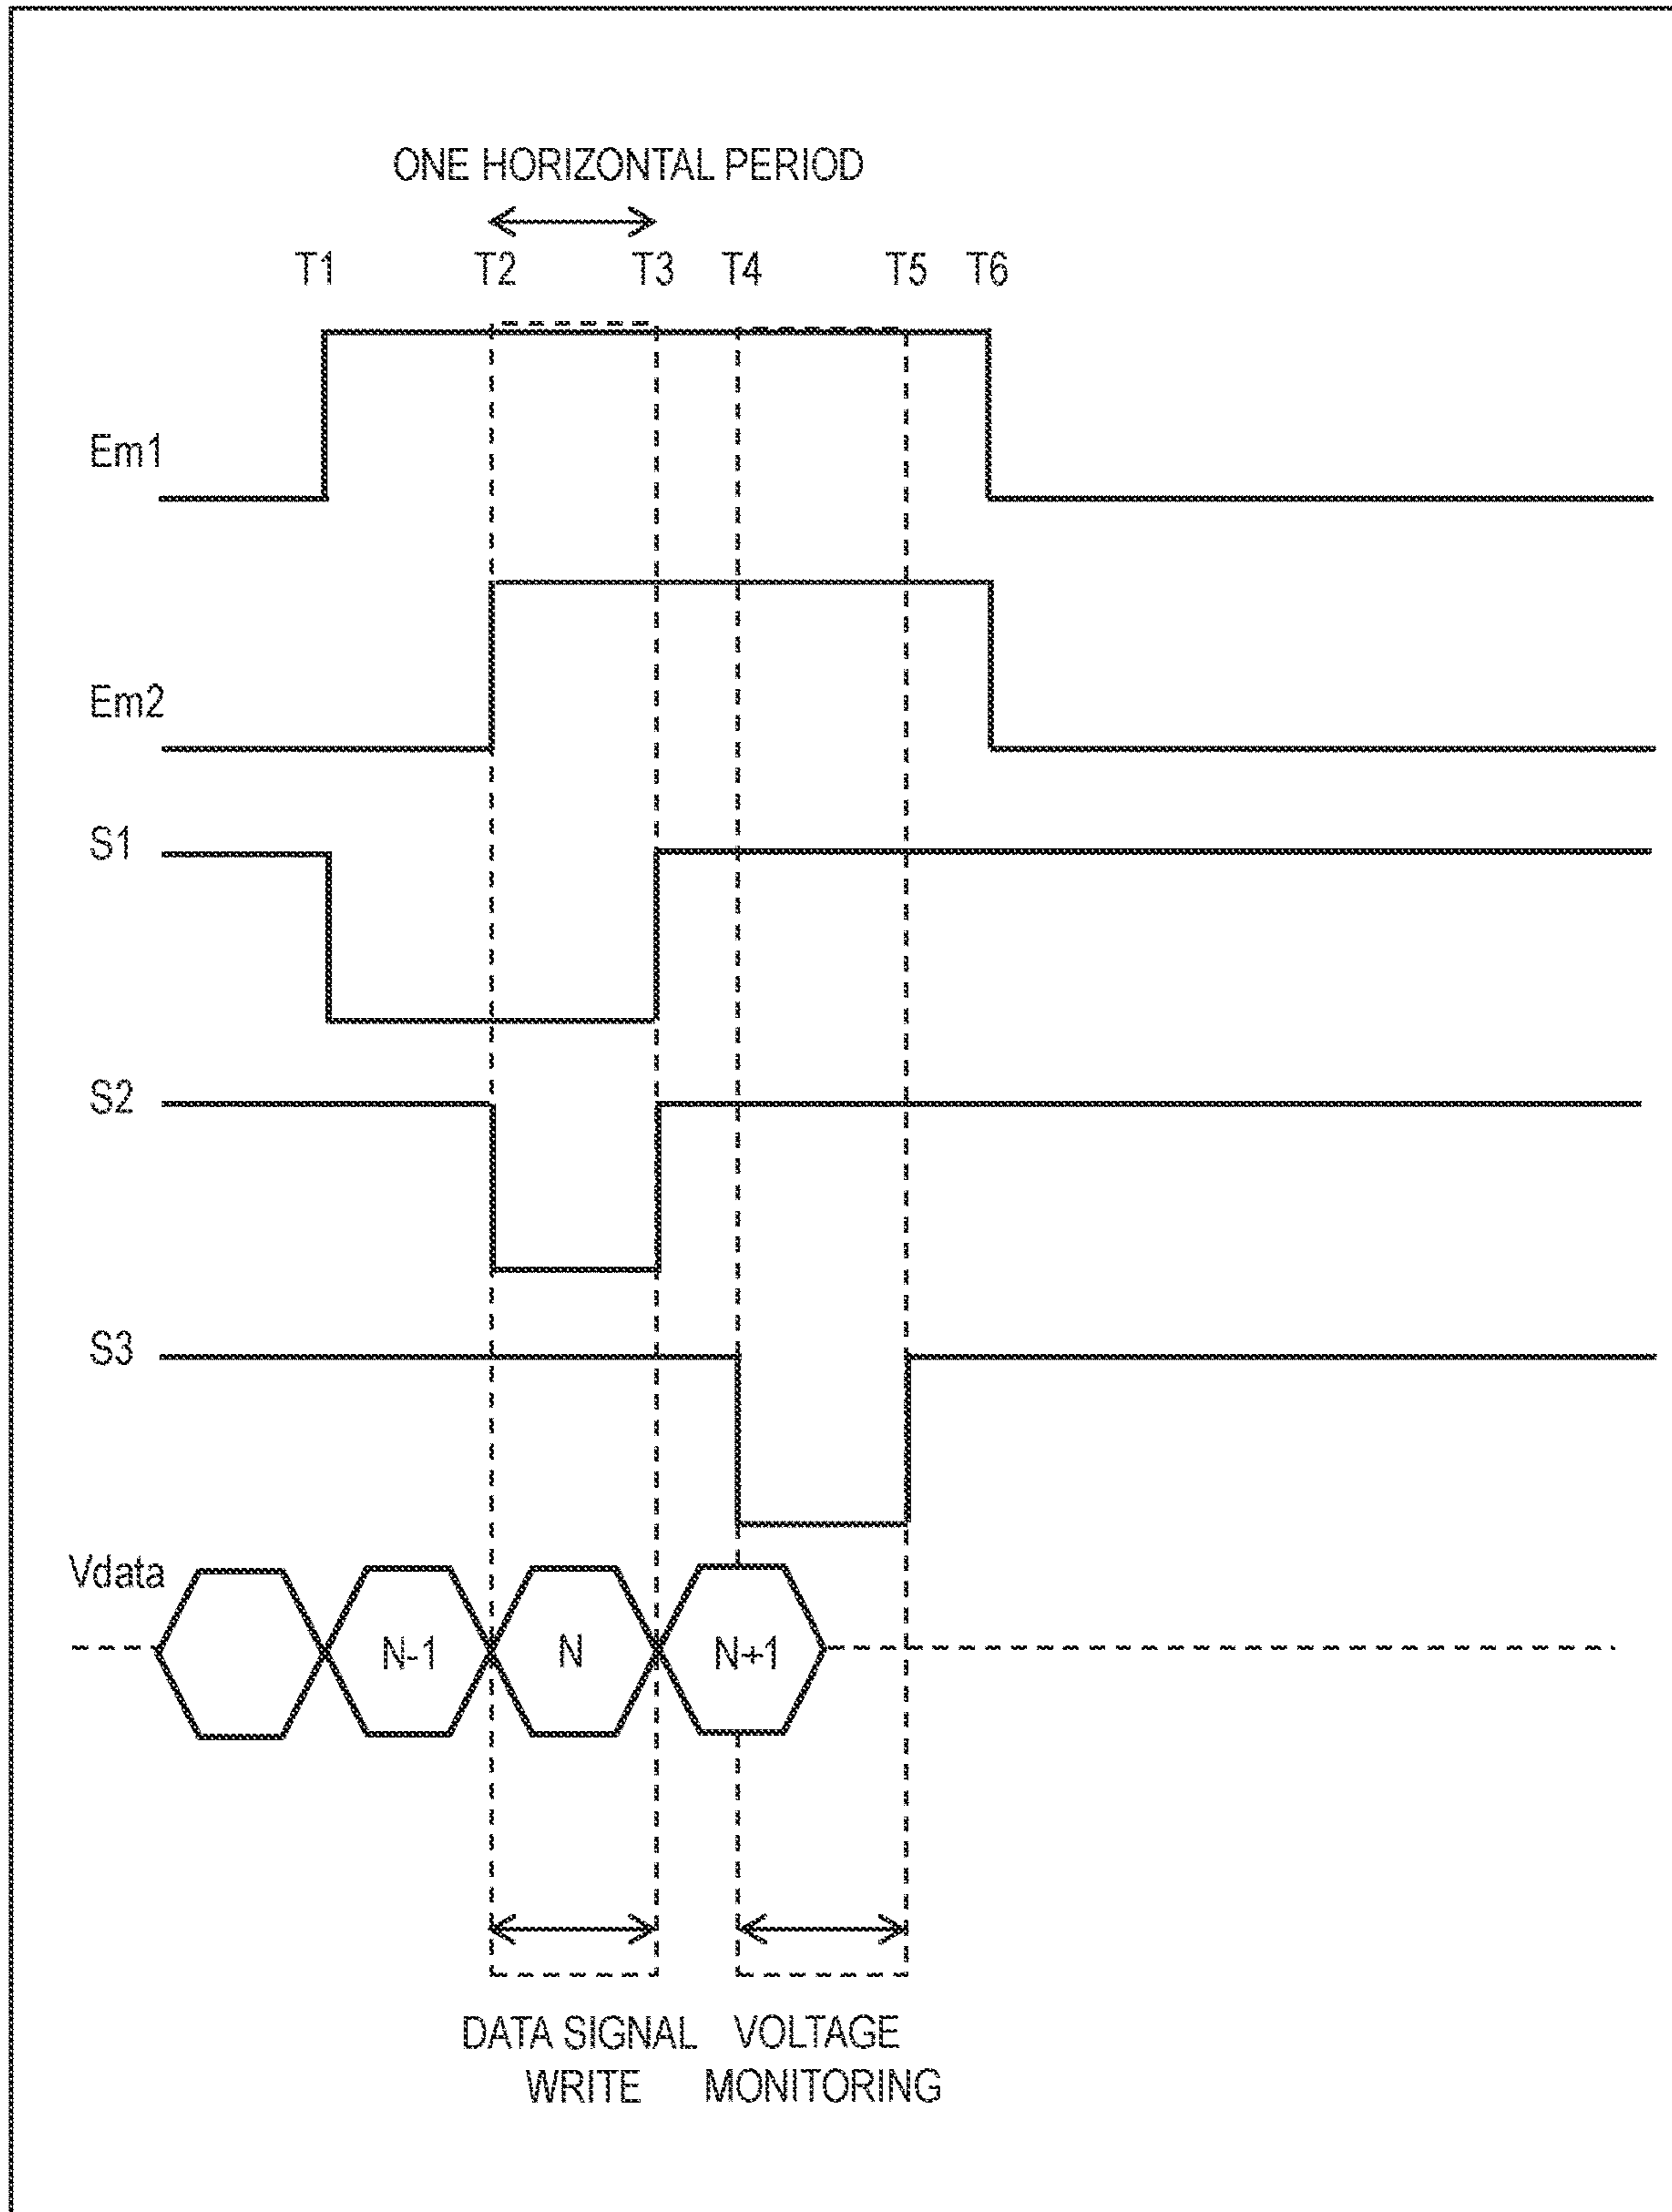 ONE HORIZONTAL PERIOD
T1 T2 T3 T4 T5 T6
Em1
Em2
S1
S2
S3
Vdata
N-1 N N+1
DATA SIGNAL WRITE
VOLTAGE MONITORING